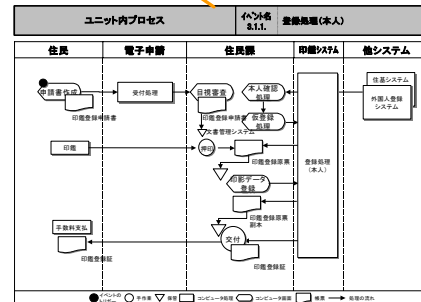 ユニット内プロセス
イベント名
3.1.1.
登録処理(本人)
住民
電子申請
住民課
印鑑システム
他システム
申請書作成
印鑑登録申請書
受付処理
目視審査
印鑑登録申請書
文書管理システム
本人確認
処理
仮登録
処理
住基システム
外国人登録
システム
印鑑
押印
印鑑登録原票
登録処理
(本人)
印影データ
登録
印鑑登録原票
副本
手数料支払
印鑑登録証
交付
印鑑登録証
イベントの
トリガー
手作業
保管
コンピュータ処理
コンピュータ画面
帳票
処理の流れ